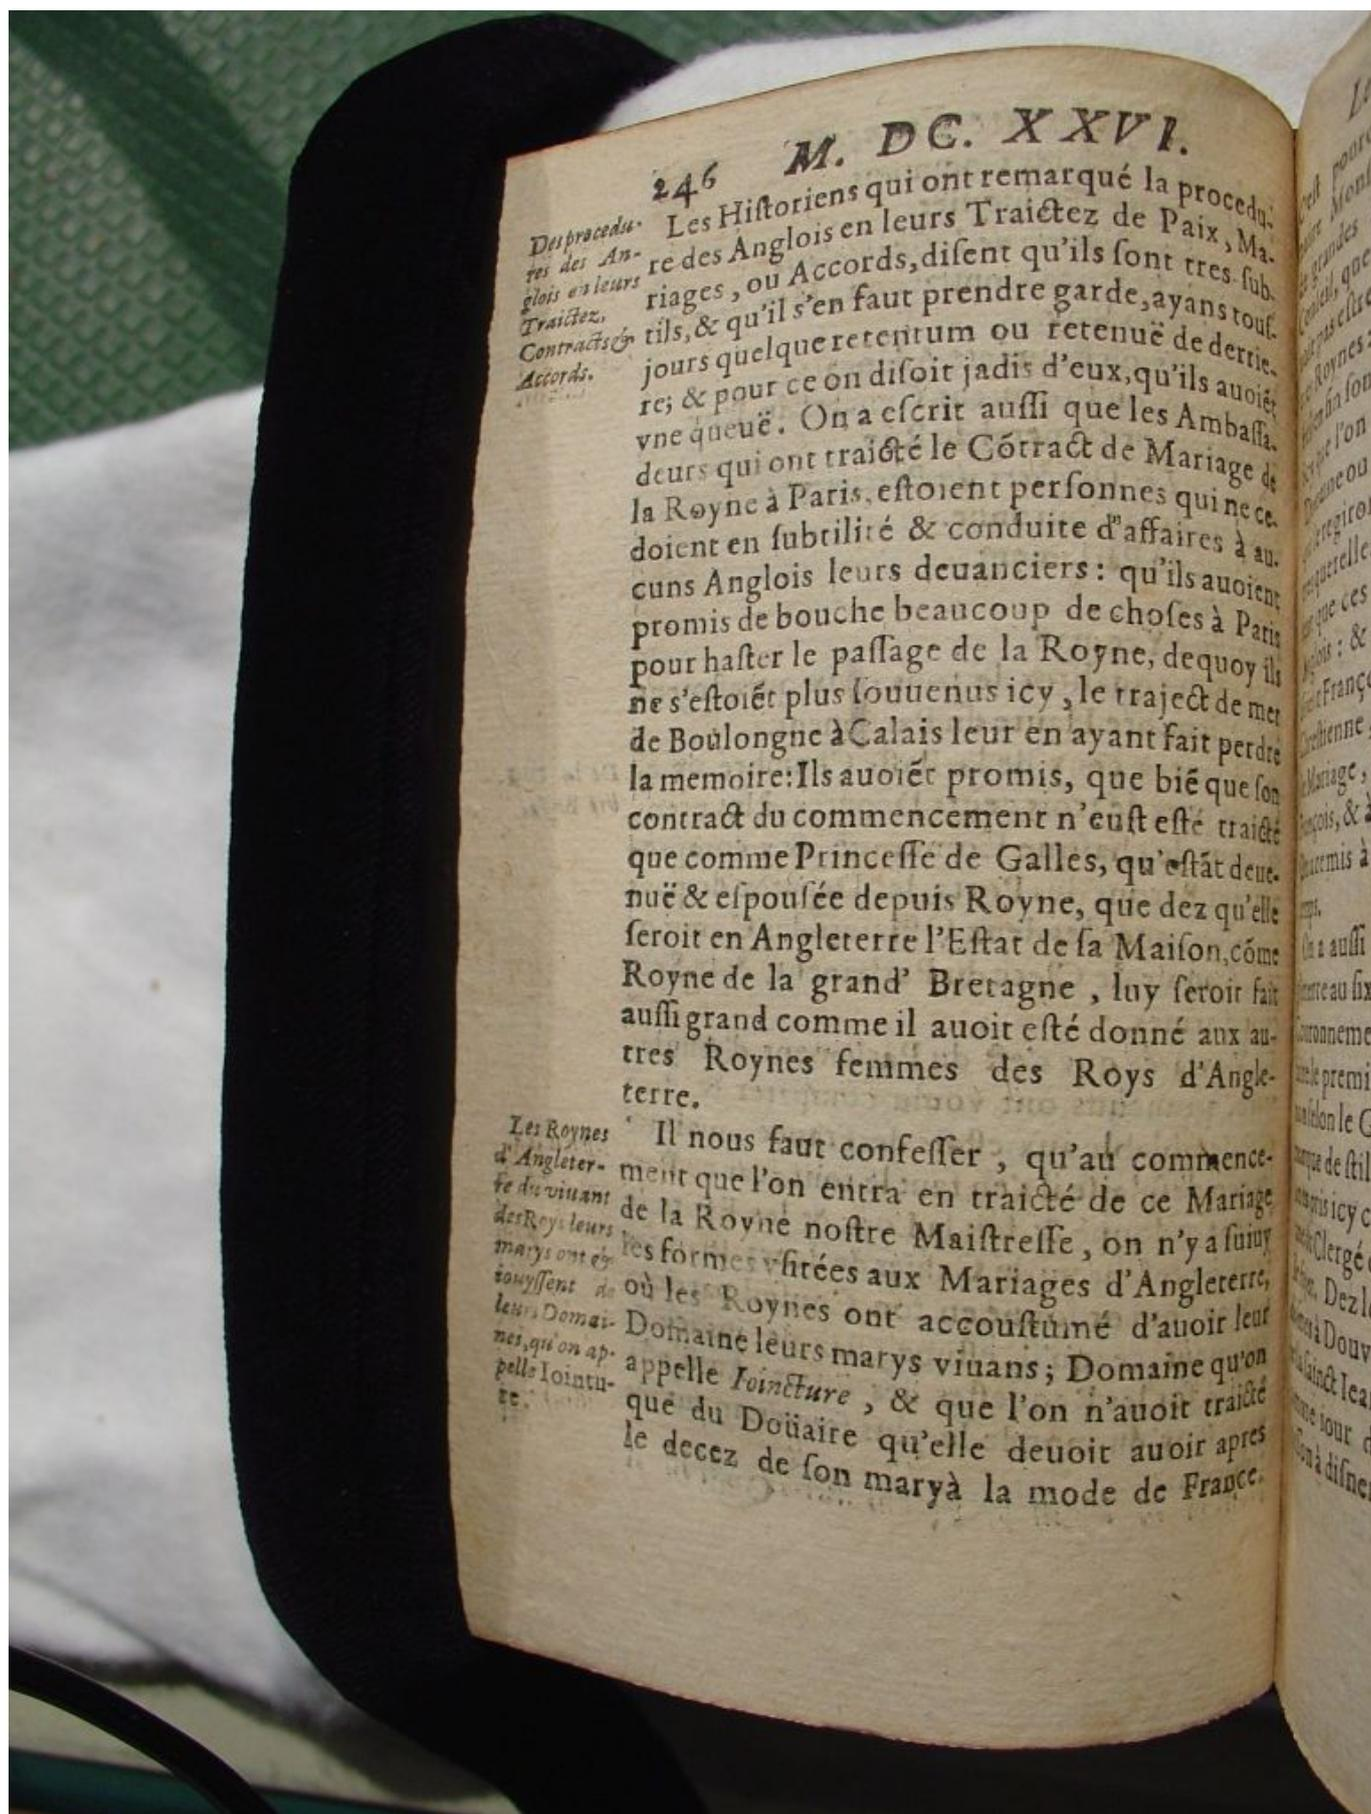 246 M. DC. XXVI.
Des procedu-
res des An-
glois en leurs
Traictez,
Contracts &
Accords.
Les Hiſtoriens qui ont remarqué la procedu-
re des Anglois en leurs Traictez de Paix, Ma-
riages, ou Accords, diſent qu'ils ſont tres-ſub-
tils, & qu'il s'en faut prendre garde, ayans touſ-
jours quelque retentum ou retenuë de derrie-
re; & pour ce on diſoit jadis d'eux, qu'ils auoiẽt
vne queuë. On a eſcrit auſſi que les Ambaſſa-
deurs qui ont traicté le Cõtract de Mariage de
la Royne à Paris, eſtoient perſonnes qui ne ce-
doient en ſubtilité & conduite d'affaires à au-
cuns Anglois leurs deuanciers: qu'ils auoient
promis de bouche beaucoup de choſes à Paris
pour haſter le paſſage de la Royne, dequoy ils
ne s'eſtoiẽt plus ſouuenus icy, le traject de mer
de Boulongne à Calais leur en ayant fait perdre
la memoire: Ils auoiẽt promis, que biẽ que ſon
contract du commencement n'euſt eſté traicté
que comme Princeſſe de Galles, qu'eſtãt deue-
nuë & eſpouſée depuis Royne, que dez qu'elle
ſeroit en Angleterre l'Eſtat de ſa Maiſon, cõme
Royne de la grand' Bretagne, luy ſeroit fait
auſſi grand comme il auoit eſté donné aux au-
tres Roynes femmes des Roys d'Angle-
terre.
Les Roynes
d'Angleter-
re du viuant
des Roys leurs
marys ont &
iouyſſent de
leurs Domai-
nes, qu'on ap-
pelle Iointu-
re.
Il nous faut confeſſer, qu'au commence-
ment que l'on entra en traicté de ce Mariage
de la Royne noſtre Maiſtreſſe, on n'y a ſuiuy
les formes vſitées aux Mariages d'Angleterre,
où les Roynes ont accouſtumé d'auoir leur
Domaine leurs marys viuans; Domaine qu'on
appelle Ioincture, & que l'on n'auoit traicté
que du Doüaire qu'elle deuoit auoir apres
le decez de ſon mary à la mode de France.